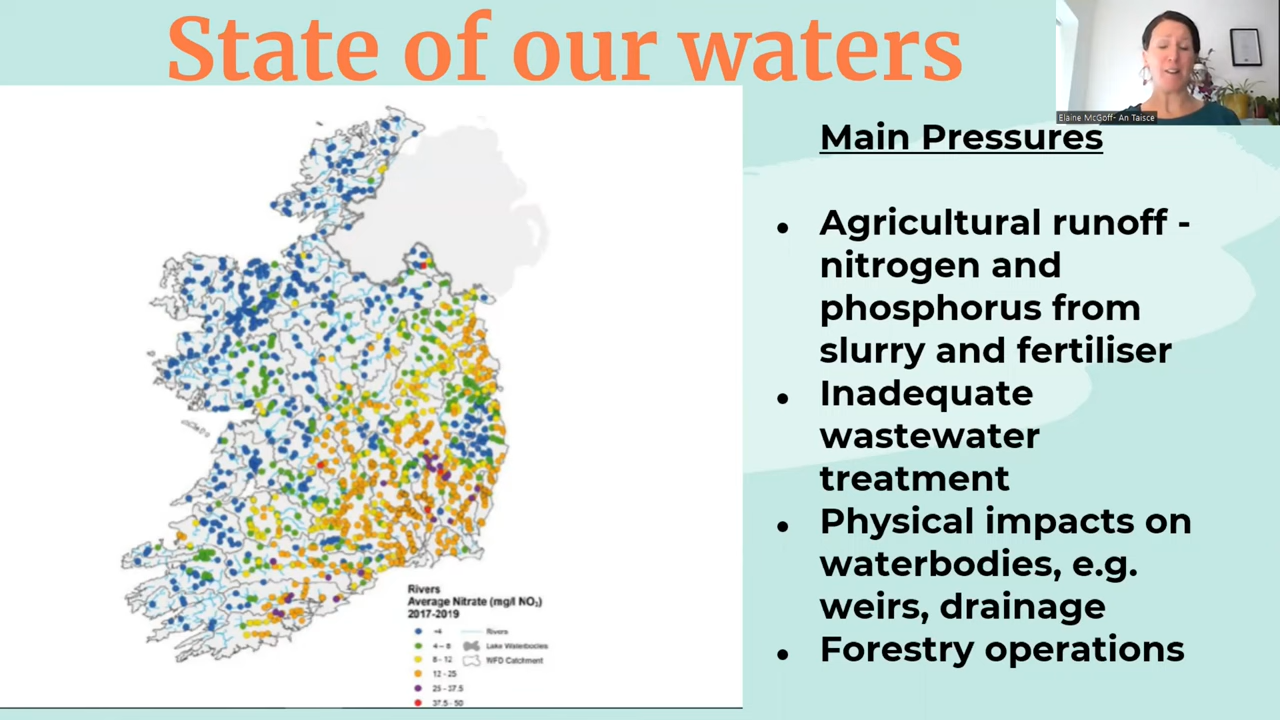 State of our waters
Elaine McGoff- An Taisce
Main Pressures
● Agricultural runoff -
nitrogen and
phosphorus from
slurry and fertiliser
● Inadequate
wastewater
treatment
● Physical impacts on
waterbodies, e.g.
weirs, drainage
● Forestry operations
Rivers
Average Nitrate (mg/l NO₃)
2017-2019
<4 Rivers
4 - 8 Lake Waterbodies
8 - 12 WFD Catchment
12 - 25
25 - 37.5
37.5 - 50